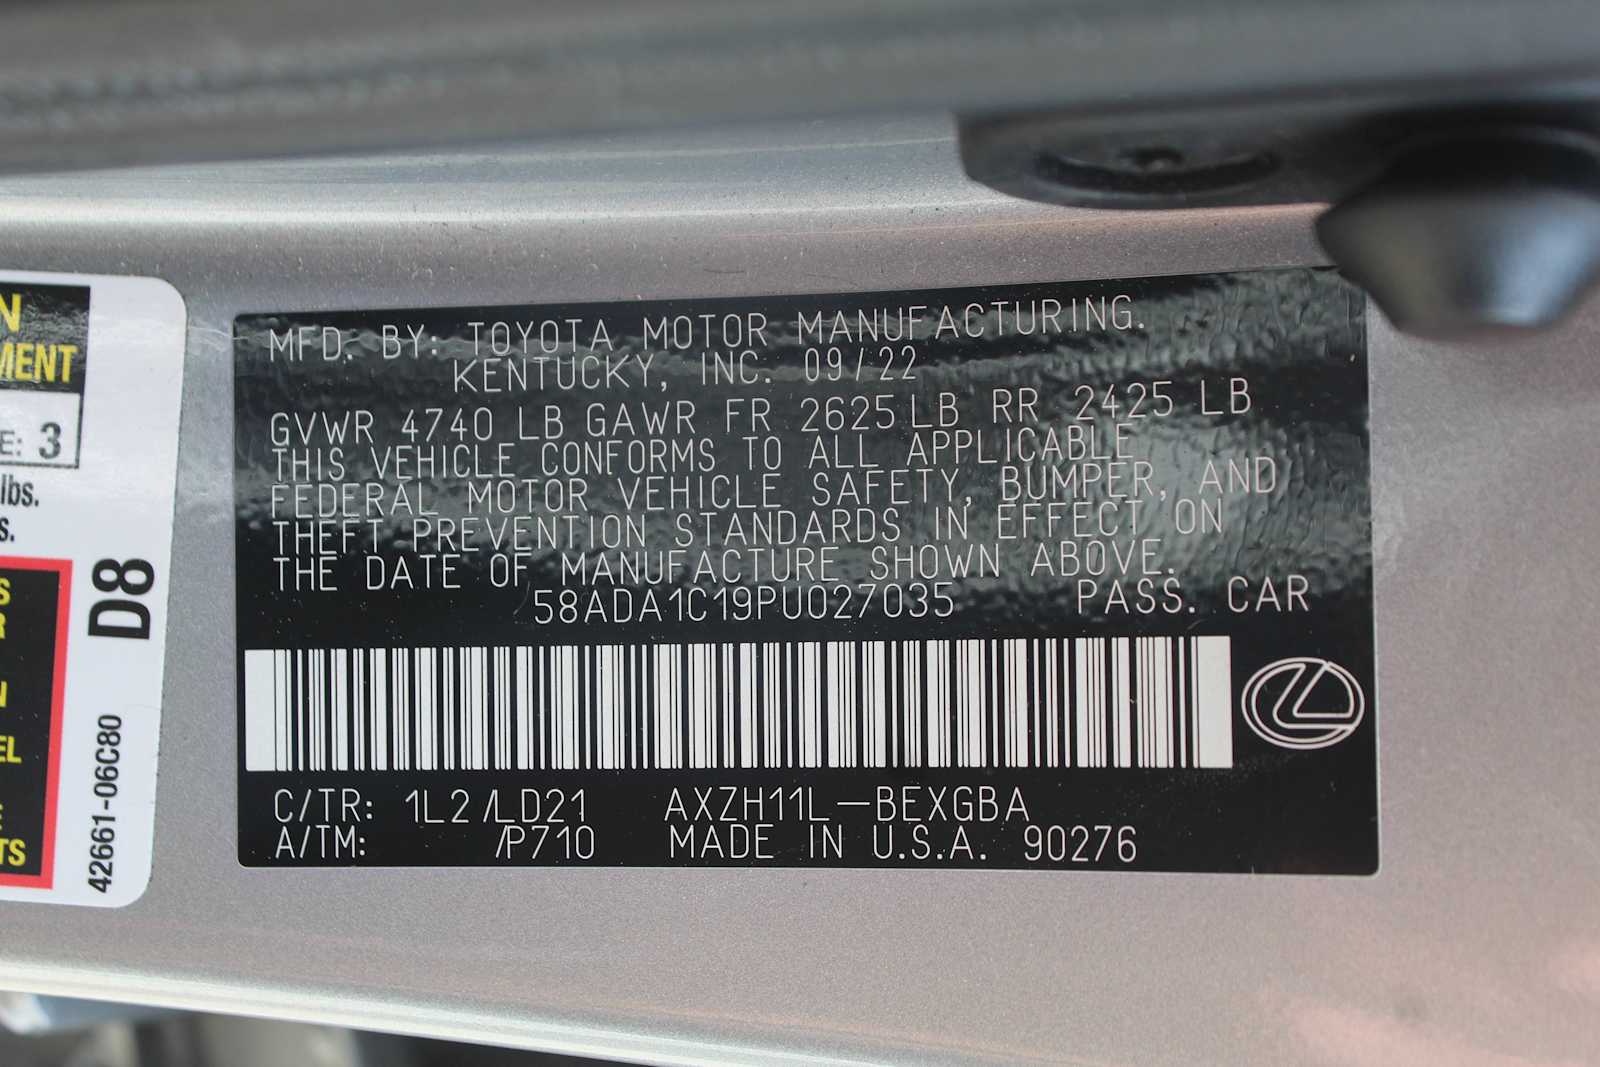 N
MENT
E: 3
lbs.
s.
S
R
N
EL
E
TS
D8
42661-06C80
MFD. BY: TOYOTA MOTOR MANUFACTURING.
KENTUCKY, INC. 09/22
GVWR 4740 LB GAWR FR 2625 LB RR 2425 LB
THIS VEHICLE CONFORMS TO ALL APPLICABLE
FEDERAL MOTOR VEHICLE SAFETY, BUMPER, AND
THEFT PREVENTION STANDARDS IN EFFECT ON
THE DATE OF MANUFACTURE SHOWN ABOVE.
58ADA1C19PU027035 PASS. CAR
C/TR: 1L2 /LD21 AXZH11L-BEXGBA
A/TM: /P710 MADE IN U.S.A. 90276